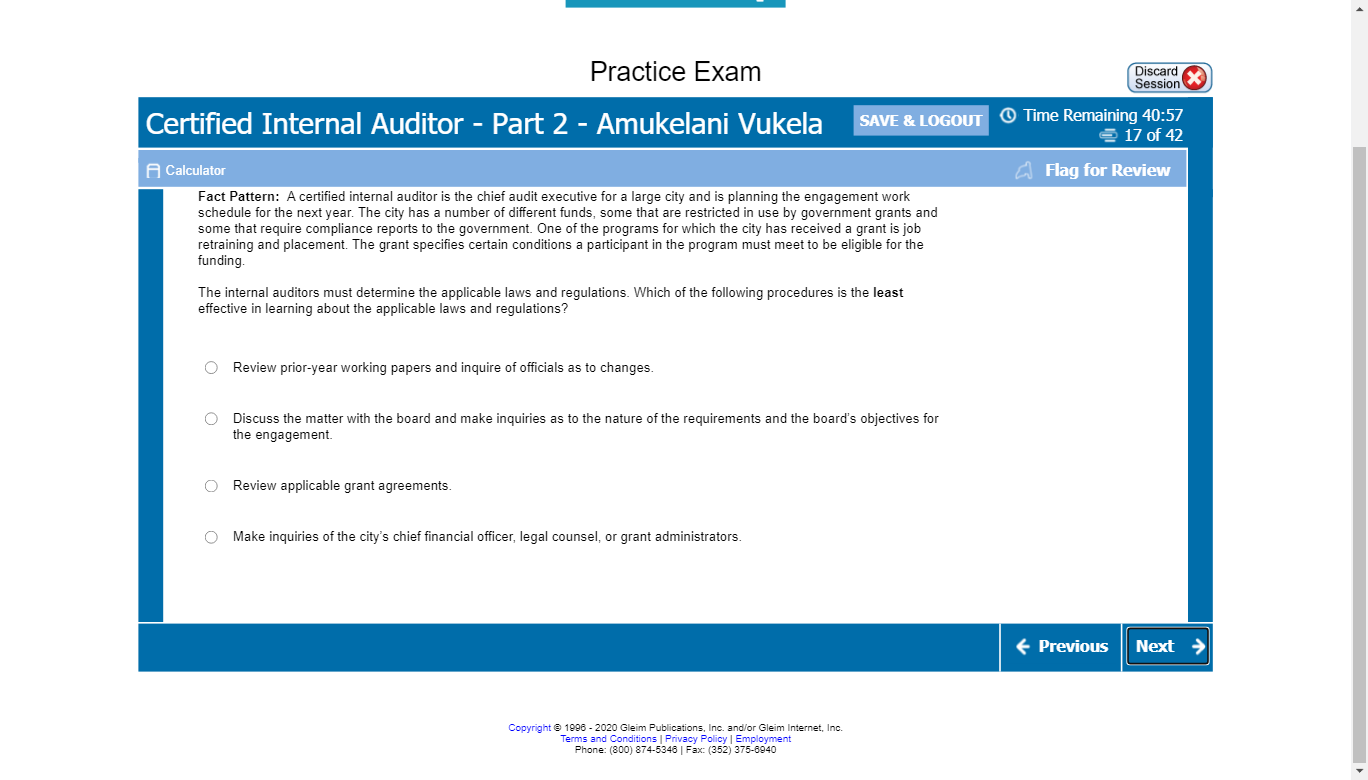 Practice Exam
Discard
Session
Certified Internal Auditor - Part 2 - Amukelani Vukela
SAVE & LOGOUT
Time Remaining 40:57
17 of 42
Calculator
Flag for Review
Fact Pattern: A certified internal auditor is the chief audit executive for a large city and is planning the engagement work
schedule for the next year. The city has a number of different funds, some that are restricted in use by government grants and
some that require compliance reports to the government. One of the programs for which the city has received a grant is job
retraining and placement. The grant specifies certain conditions a participant in the program must meet to be eligible for the
funding.
The internal auditors must determine the applicable laws and regulations. Which of the following procedures is the least
effective in learning about the applicable laws and regulations?
Review prior-year working papers and inquire of officials as to changes.
Discuss the matter with the board and make inquiries as to the nature of the requirements and the board's objectives for
the engagement.
Review applicable grant agreements.
Make inquiries of the city's chief financial officer, legal counsel, or grant administrators.
Previous
Next
Copyright © 1996 - 2020 Gleim Publications, Inc. and/or Gleim Internet, Inc.
Terms and Conditions | Privacy Policy | Employment
Phone: (800) 874-5346 | Fax: (352) 375-6940